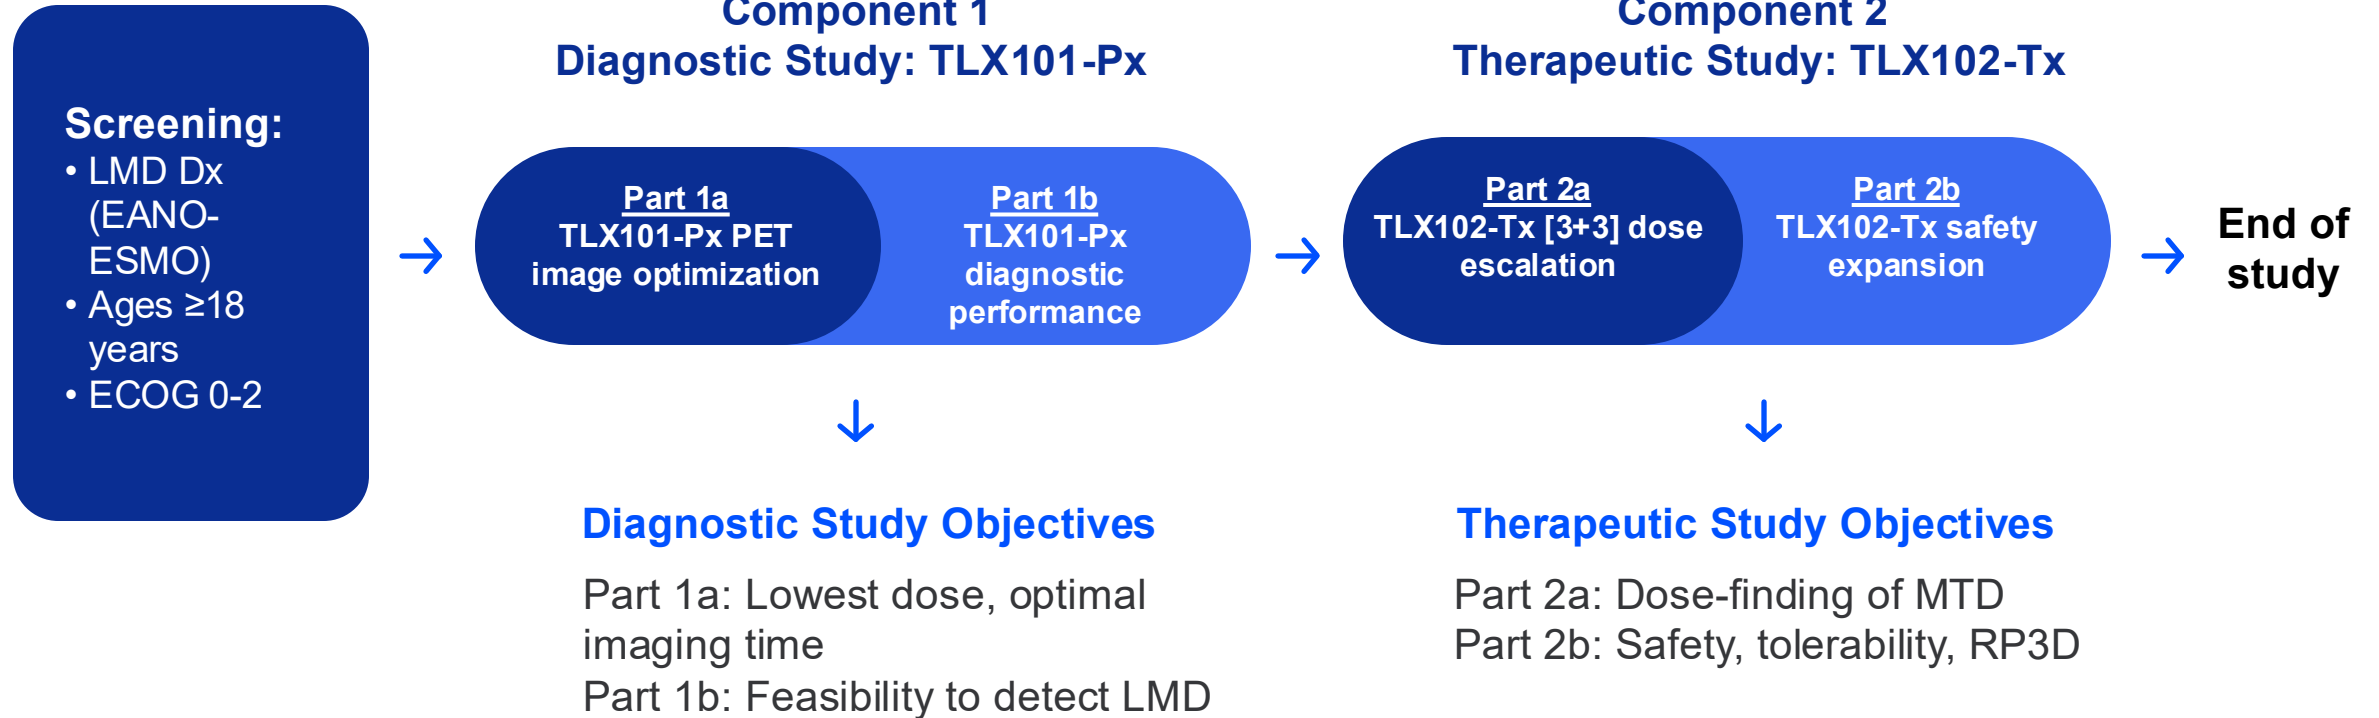 Screening:
• LMD Dx
(EANO-
ESMO)
• Ages ≥18
years
• ECOG 0-2
Component 1
Diagnostic Study: TLX101-Px
Part 1a
TLX101-Px PET
image optimization
Part 1b
TLX101-Px
diagnostic
performance
Diagnostic Study Objectives
Part 1a: Lowest dose, optimal
imaging time
Part 1b: Feasibility to detect LMD
Component 2
Therapeutic Study: TLX102-Tx
Part 2a
TLX102-Tx [3+3] dose
escalation
Part 2b
TLX102-Tx safety
expansion
Therapeutic Study Objectives
Part 2a: Dose-finding of MTD
Part 2b: Safety, tolerability, RP3D
End of
study